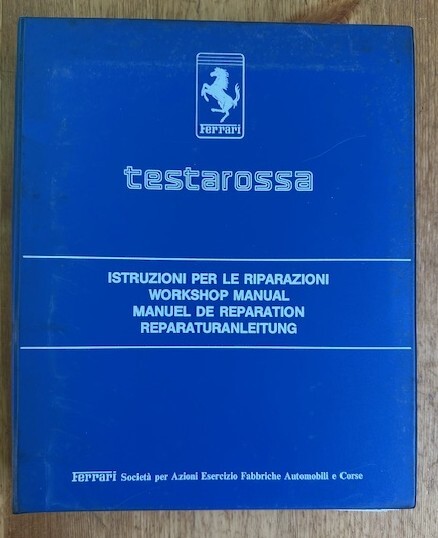 Ferrari
testarossa
ISTRUZIONI PER LE RIPARAZIONI
WORKSHOP MANUAL
MANUEL DE REPARATION
REPARATURANLEITUNG
Ferrari Società per Azioni Esercizio Fabbriche Automobili e Corse